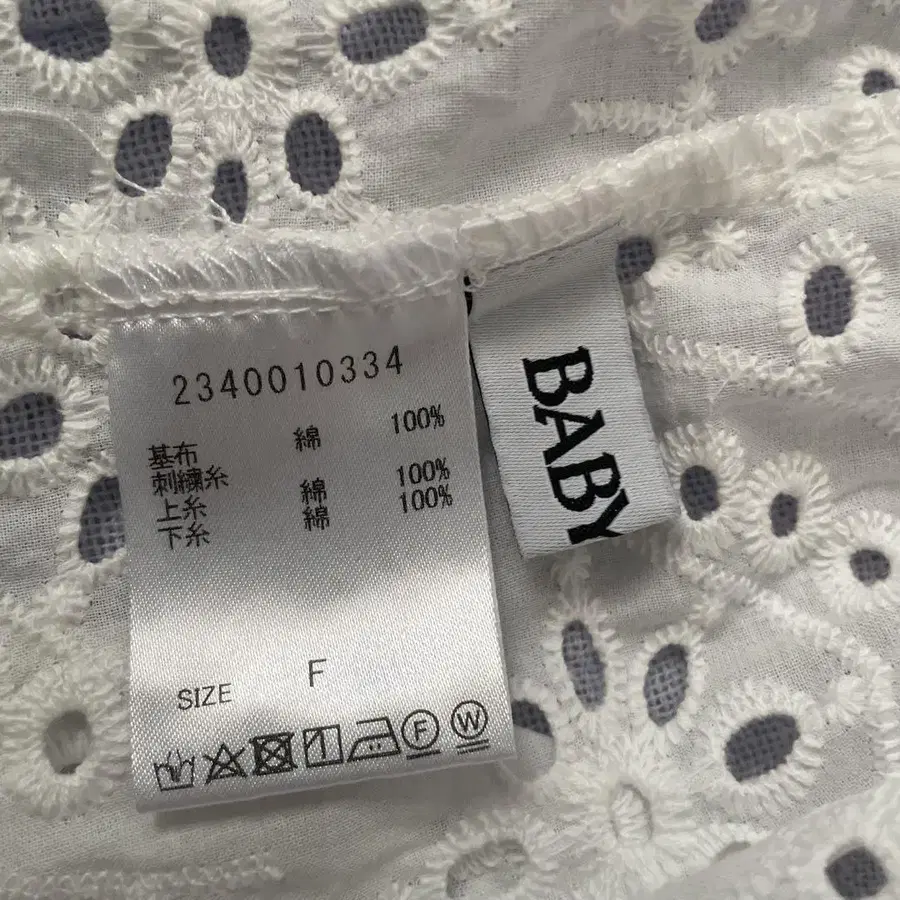 2340010334
基布 綿 100%
刺繍糸
上糸 綿 100%
下糸 綿 100%
SIZE F
F W
BABY